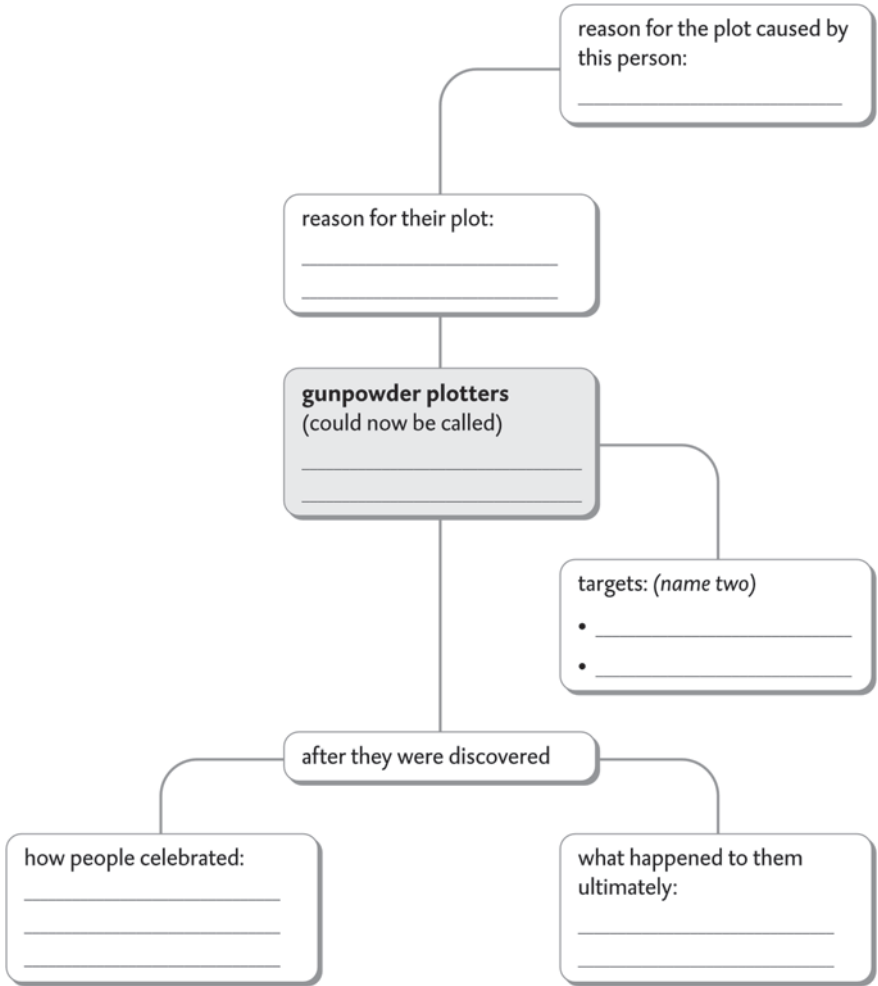 reason for the plot caused by
this person:
reason for their plot:
gunpowder plotters
(could now be called)
targets: (name two)
•
•
after they were discovered
how people celebrated:
what happened to them
ultimately: